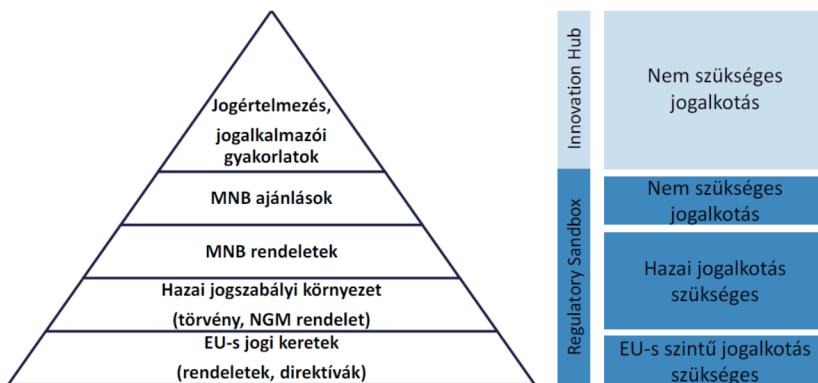 Jogértelmezés,
jogalkalmazói
gyakorlatok
MNB ajánlások
MNB rendeletek
Hazai jogszabályi környezet
(törvény, NGM rendelet)
EU-s jogi keretek
(rendeletek, direktívák)
Innovation Hub
Regulatory Sandbox
Nem szükséges
jogalkotás
Nem szükséges
jogalkotás
Hazai jogalkotás
szükséges
EU-s szintű jogalkotás
szükséges